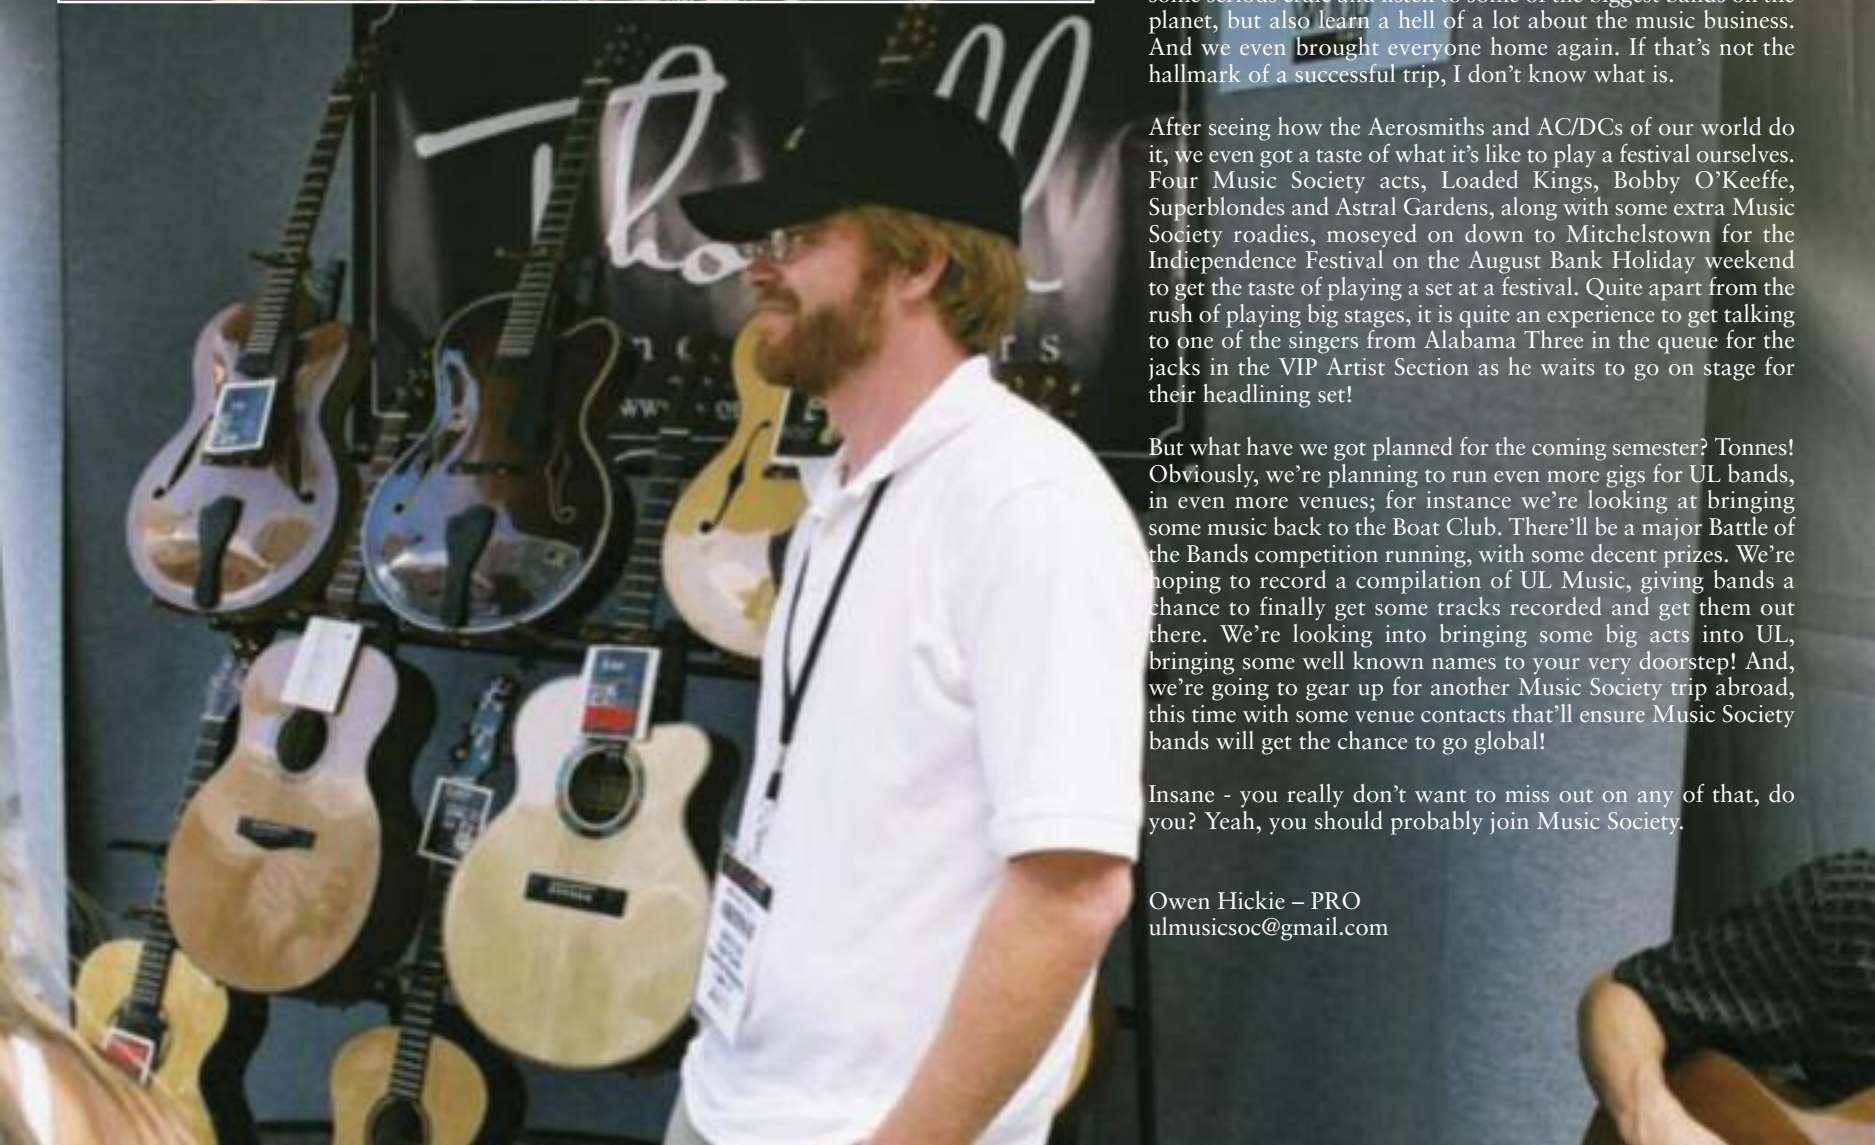 Tho
ll
planet, but also learn a hell of a lot about the music business.
And we even brought everyone home again. If that’s not the
hallmark of a successful trip, I don’t know what is.
After seeing how the Aerosmiths and AC/DCs of our world do
it, we even got a taste of what it’s like to play a festival ourselves.
Four Music Society acts, Loaded Kings, Bobby O’Keeffe,
Superblondes and Astral Gardens, along with some extra Music
Society roadies, moseyed on down to Mitchelstown for the
Indiependence Festival on the August Bank Holiday weekend
to get the taste of playing a set at a festival. Quite apart from the
rush of playing big stages, it is quite an experience to get talking
to one of the singers from Alabama Three in the queue for the
jacks in the VIP Artist Section as he waits to go on stage for
their headlining set!
But what have we got planned for the coming semester? Tonnes!
Obviously, we’re planning to run even more gigs for UL bands,
in even more venues; for instance we’re looking at bringing
some music back to the Boat Club. There’ll be a major Battle of
the Bands competition running, with some decent prizes. We’re
hoping to record a compilation of UL Music, giving bands a
chance to finally get some tracks recorded and get them out
there. We’re looking into bringing some big acts into UL,
bringing some well known names to your very doorstep! And,
we’re going to gear up for another Music Society trip abroad,
this time with some venue contacts that’ll ensure Music Society
bands will get the chance to go global!
Insane - you really don’t want to miss out on any of that, do
you? Yeah, you should probably join Music Society.
Owen Hickie – PRO
ulmusicsoc@gmail.com